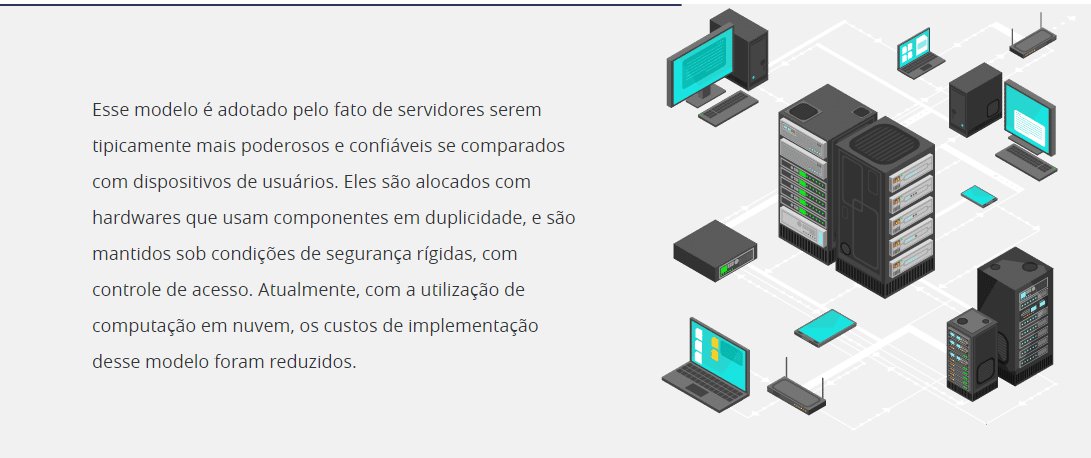 Esse modelo é adotado pelo fato de servidores serem
tipicamente mais poderosos e confiáveis se comparados
com dispositivos de usuários. Eles são alocados com
hardwares que usam componentes em duplicidade, e são
mantidos sob condições de segurança rígidas, com
controle de acesso. Atualmente, com a utilização de
computação em nuvem, os custos de implementação
desse modelo foram reduzidos.